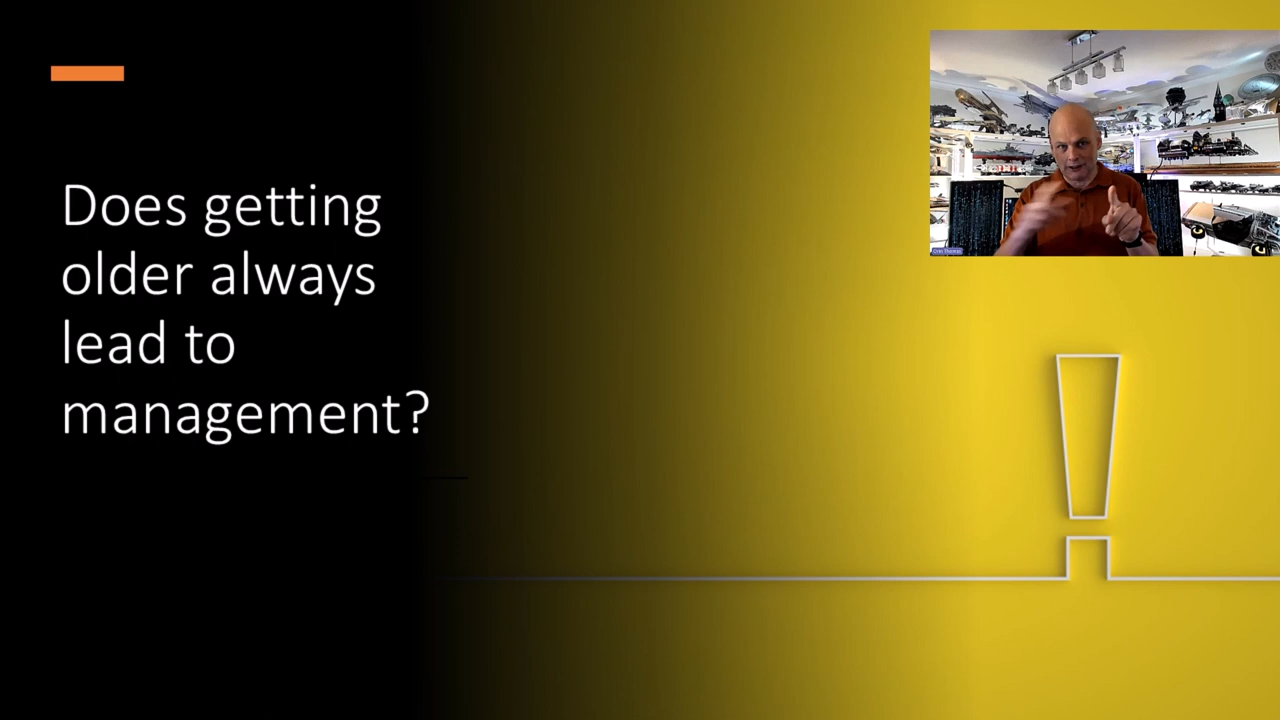 Does getting
older always
lead to
management?